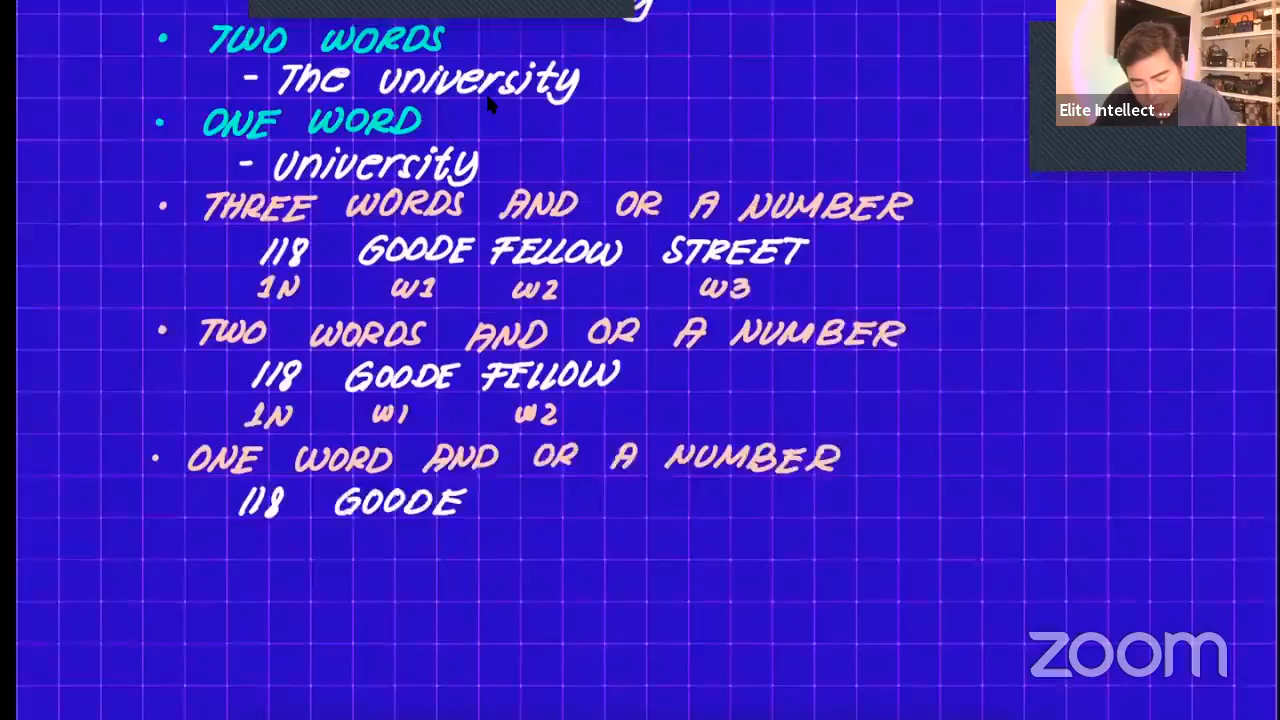 • TWO WORDS
- The university
• ONE WORD
- university
• THREE WORDS AND OR A NUMBER
118 GOODE FELLOW STREET
1N W1 W2 W3
• TWO WORDS AND OR A NUMBER
118 GOODE FELLOW
1N W1 W2
• ONE WORD AND OR A NUMBER
118 GOODE
Elite Intellect ...
zoom